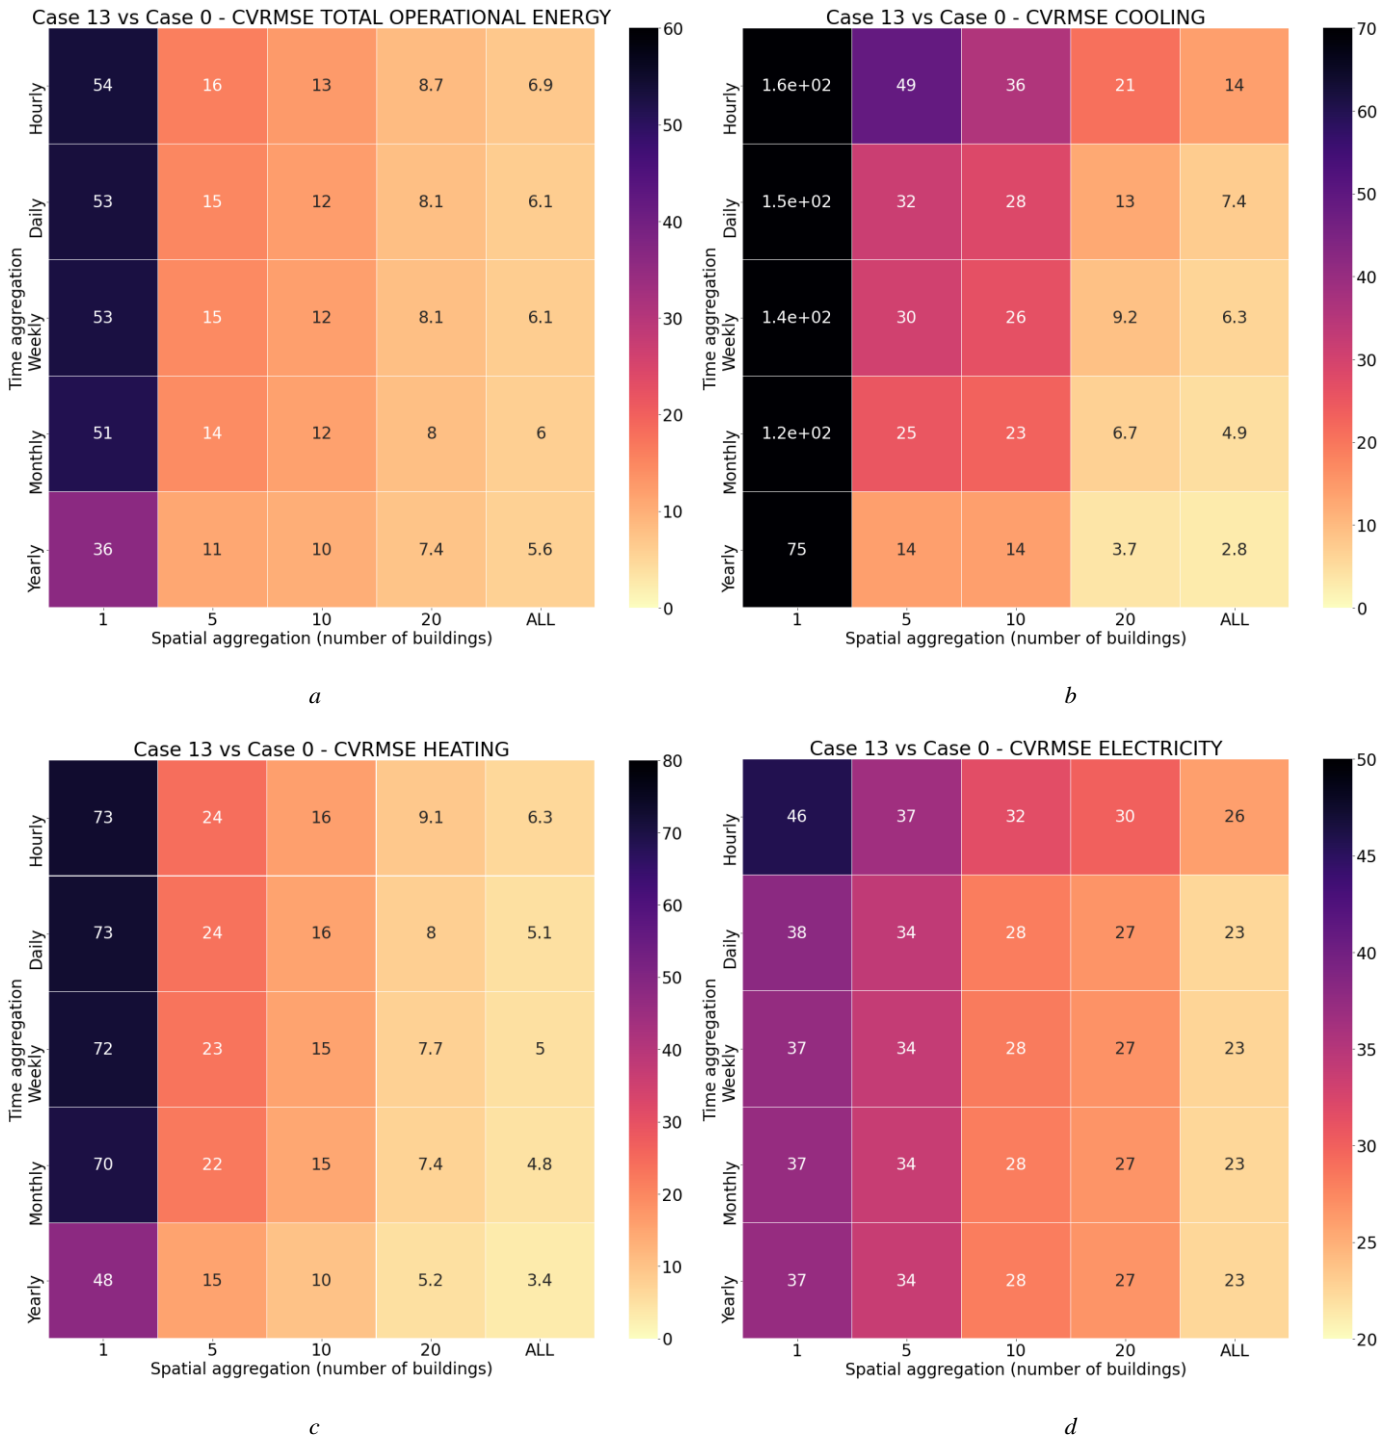 Case 13 vs Case 0 - CVRMSE TOTAL OPERATIONAL ENERGY
Time aggregation
Hourly 54 16 13 8.7 6.9
Daily 53 15 12 8.1 6.1
Weekly 53 15 12 8.1 6.1
Monthly 51 14 12 8 6
Yearly 36 11 10 7.4 5.6
1 5 10 20 ALL
Spatial aggregation (number of buildings)
60
50
40
30
20
10
0
a
Case 13 vs Case 0 - CVRMSE COOLING
Time aggregation
Hourly 1.6e+02 49 36 21 14
Daily 1.5e+02 32 28 13 7.4
Weekly 1.4e+02 30 26 9.2 6.3
Monthly 1.2e+02 25 23 6.7 4.9
Yearly 75 14 14 3.7 2.8
1 5 10 20 ALL
Spatial aggregation (number of buildings)
70
60
50
40
30
20
10
0
b
Case 13 vs Case 0 - CVRMSE HEATING
Time aggregation
Hourly 73 24 16 9.1 6.3
Daily 73 24 16 8 5.1
Weekly 72 23 15 7.7 5
Monthly 70 22 15 7.4 4.8
Yearly 48 15 10 5.2 3.4
1 5 10 20 ALL
Spatial aggregation (number of buildings)
80
70
60
50
40
30
20
10
0
c
Case 13 vs Case 0 - CVRMSE ELECTRICITY
Time aggregation
Hourly 46 37 32 30 26
Daily 38 34 28 27 23
Weekly 37 34 28 27 23
Monthly 37 34 28 27 23
Yearly 37 34 28 27 23
1 5 10 20 ALL
Spatial aggregation (number of buildings)
50
45
40
35
30
25
20
d